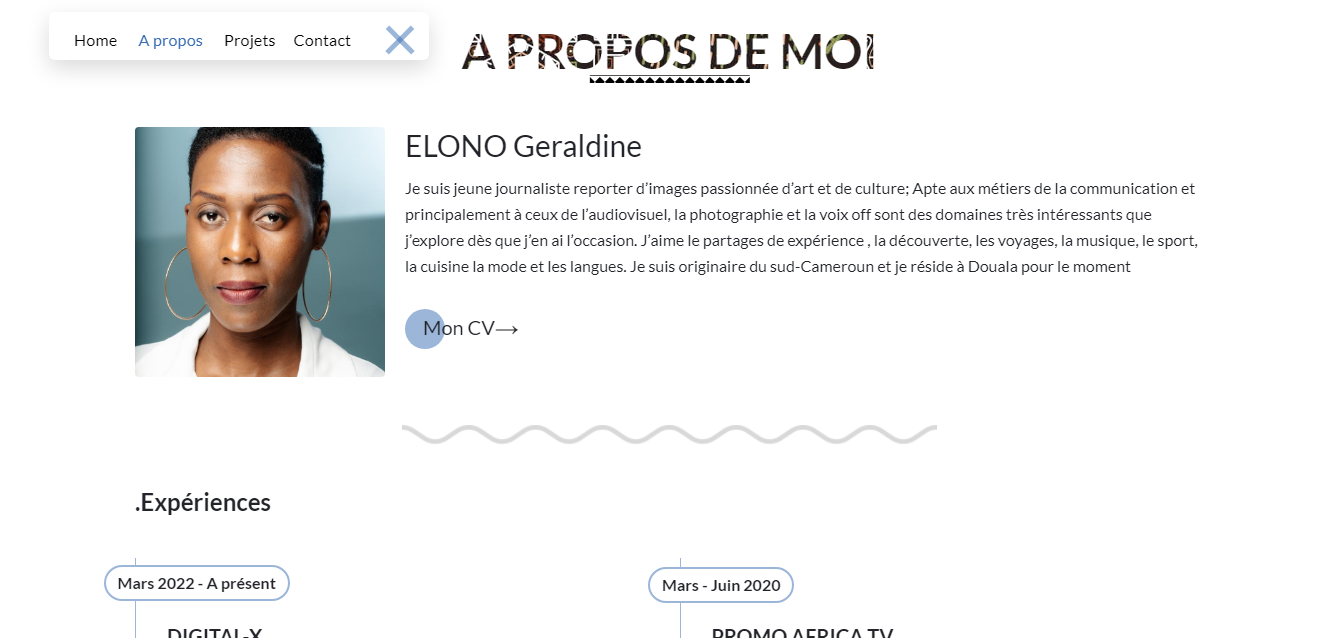 Home A propos Projets Contact
A PROPOS DE MOI
ELONO Geraldine
Je suis jeune journaliste reporter d’images passionnée d’art et de culture; Apte aux métiers de la communication et
principalement à ceux de l’audiovisuel, la photographie et la voix off sont des domaines très intéressants que
j’explore dès que j’en ai l’occasion. J’aime le partages de expérience , la découverte, les voyages, la musique, le sport,
la cuisine la mode et les langues. Je suis originaire du sud-Cameroun et je réside à Douala pour le moment
Mon CV⟶
.Expériences
Mars 2022 - A présent
Mars - Juin 2020
DIGITAL-X
PROMO AFRICA TV